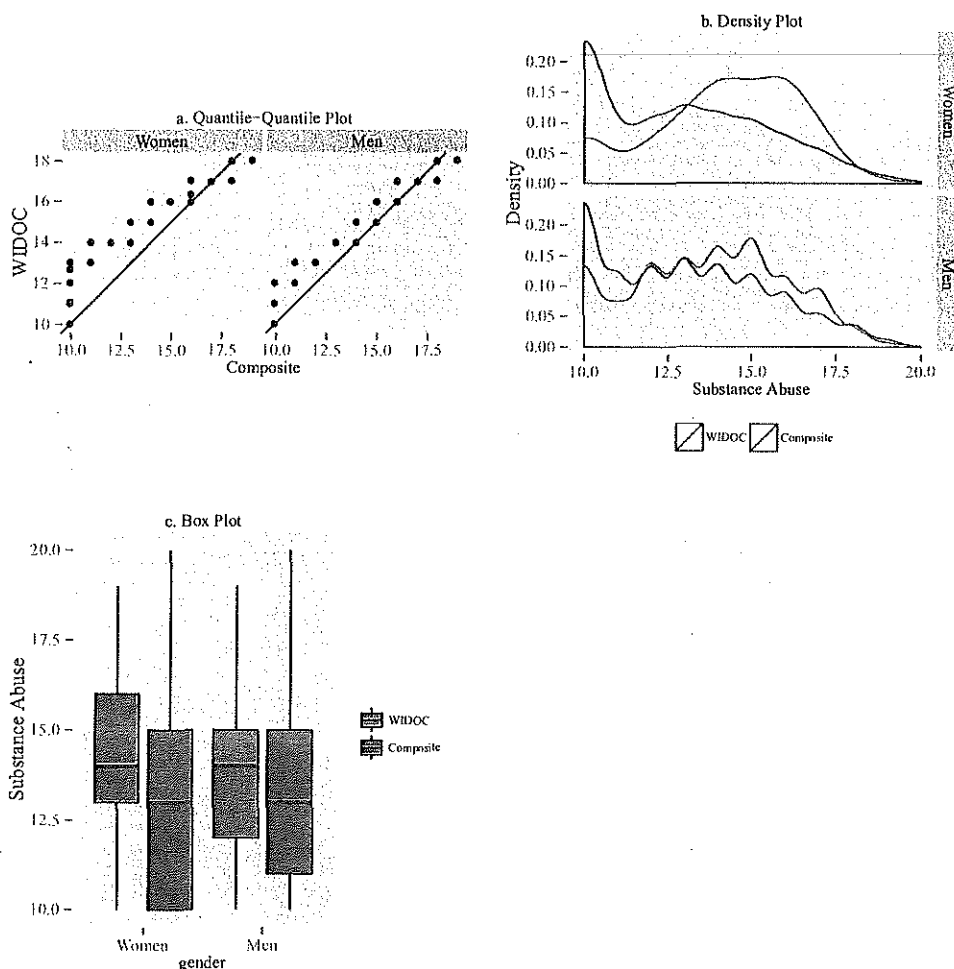 a. Quantile-Quantile Plot
Women
Men
WIDOC
18
16
14
12
10
10.0 12.5 15.0 17.5 10.0 12.5 15.0 17.5
Composite
b. Density Plot
Density
0.20
0.15
0.10
0.05
0.00
Women
0.20
0.15
0.10
0.05
0.00
Men
10.0 12.5 15.0 17.5 20.0
Substance Abuse
WIDOC Composite
c. Box Plot
Substance Abuse
20.0
17.5
15.0
12.5
10.0
Women Men
gender
WIDOC
Composite